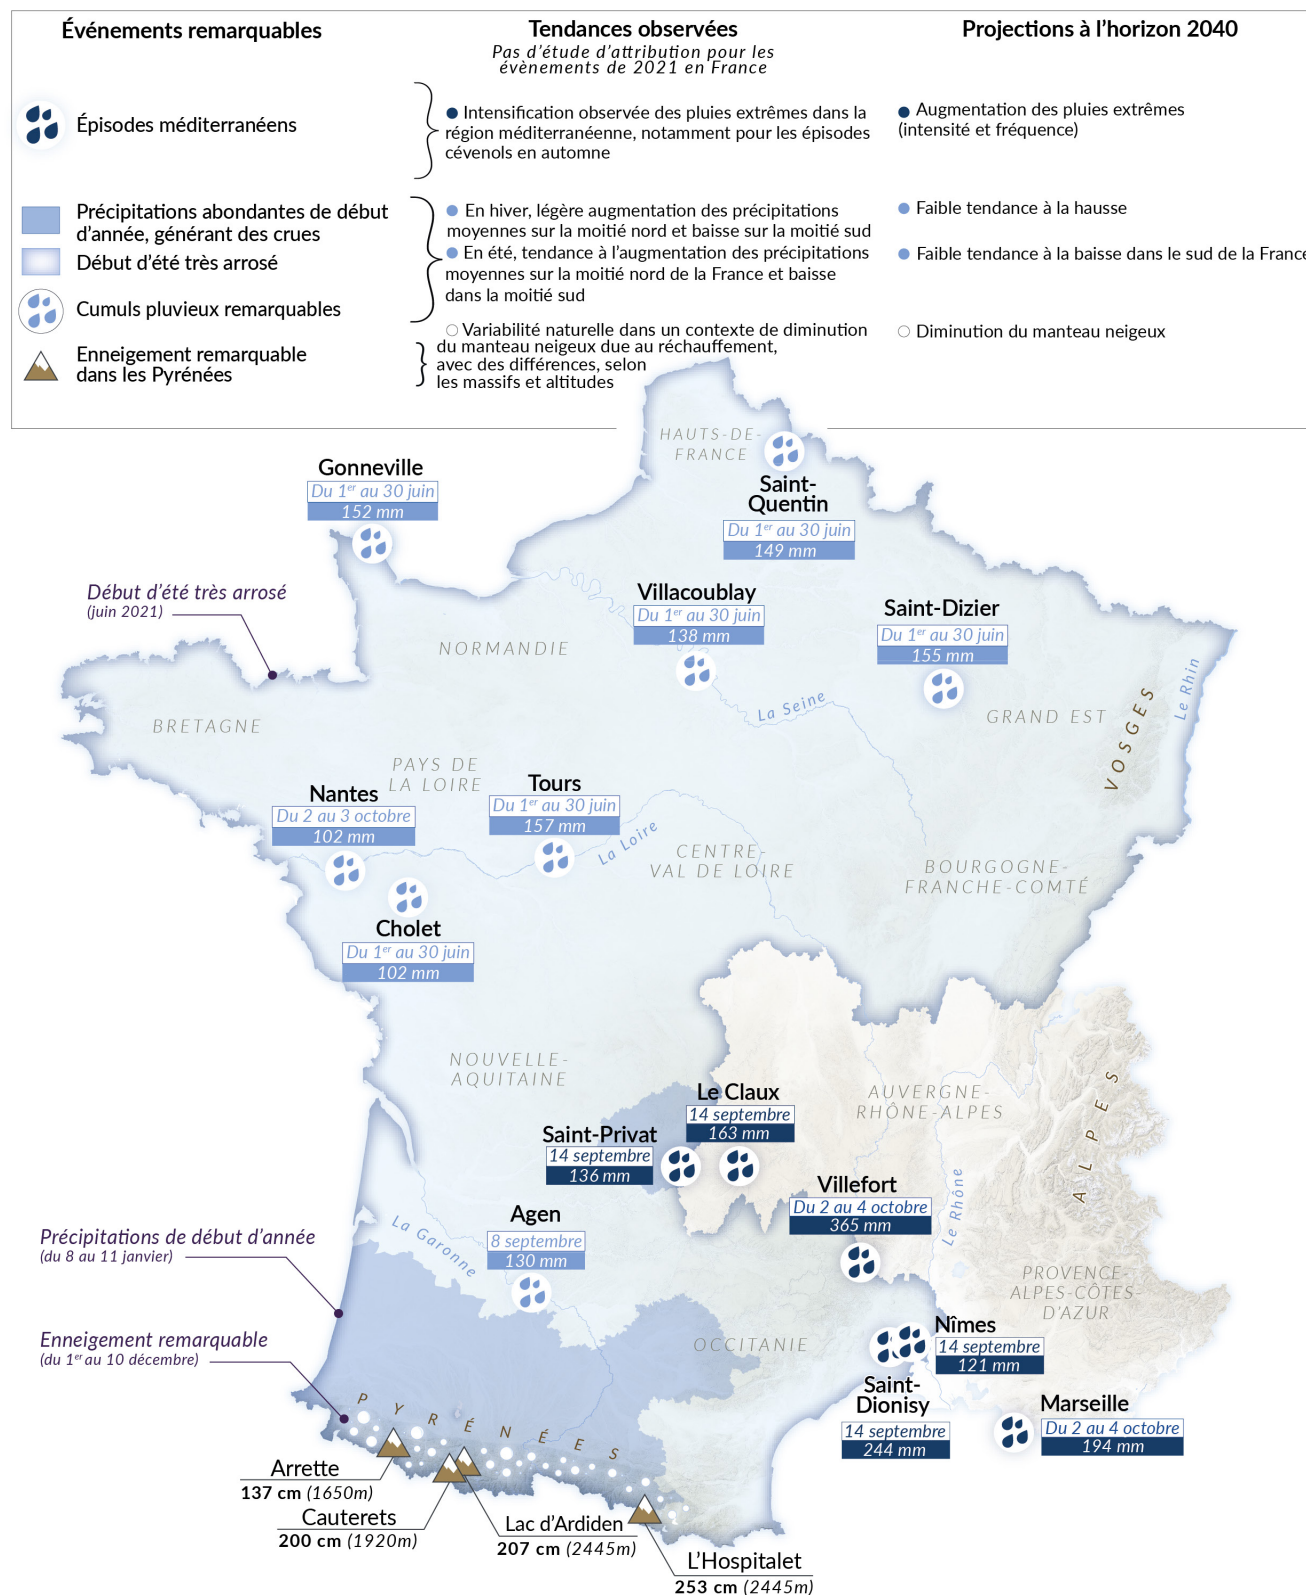 Événements remarquables
Tendances observées
Pas d'étude d'attribution pour les
évènements de 2021 en France
Projections à l'horizon 2040
Épisodes méditerranéens
Intensification observée des pluies extrêmes dans la
région méditerranéenne, notamment pour les épisodes
cévenols en automne
Augmentation des pluies extrêmes
(intensité et fréquence)
Précipitations abondantes de début
d'année, générant des crues
Début d'été très arrosé
Cumuls pluvieux remarquables
En hiver, légère augmentation des précipitations
moyennes sur la moitié nord et baisse sur la moitié sud
En été, tendance à l'augmentation des précipitations
moyennes sur la moitié nord de la France et baisse
dans la moitié sud
Faible tendance à la hausse
Faible tendance à la baisse dans le sud de la France
Enneigement remarquable
dans les Pyrénées
Variabilité naturelle dans un contexte de diminution
du manteau neigeux due au réchauffement,
avec des différences, selon
les massifs et altitudes
Diminution du manteau neigeux
HAUTS-DE-
FRANCE
Gonneville
Du 1er au 30 juin
152 mm
Saint-
Quentin
Du 1er au 30 juin
149 mm
Début d'été très arrosé
(juin 2021)
Villacoublay
Du 1er au 30 juin
138 mm
Saint-Dizier
Du 1er au 30 juin
155 mm
NORMANDIE
BRETAGNE
La Seine
GRAND EST
VOSGES
Le Rhin
PAYS DE
LA LOIRE
Nantes
Du 2 au 3 octobre
102 mm
Tours
Du 1er au 30 juin
157 mm
La Loire
CENTRE-
VAL DE LOIRE
BOURGOGNE-
FRANCHE-COMTÉ
Cholet
Du 1er au 30 juin
102 mm
NOUVELLE-
AQUITAINE
Le Claux
14 septembre
163 mm
AUVERGNE-
RHÔNE-ALPES
ALPES
Saint-Privat
14 septembre
136 mm
Villefort
Du 2 au 4 octobre
365 mm
Le Rhône
Agen
8 septembre
130 mm
La Garonne
Précipitations de début d'année
(du 8 au 11 janvier)
PROVENCE-
ALPES-CÔTES-
D'AZUR
Enneigement remarquable
(du 1er au 10 décembre)
OCCITANIE
Nîmes
14 septembre
121 mm
Saint-
Dionisy
14 septembre
244 mm
Marseille
Du 2 au 4 octobre
194 mm
PYRÉNÉES
Arrette
137 cm (1650m)
Cauterets
200 cm (1920m)
Lac d'Ardiden
207 cm (2445m)
L'Hospitalet
253 cm (2445m)